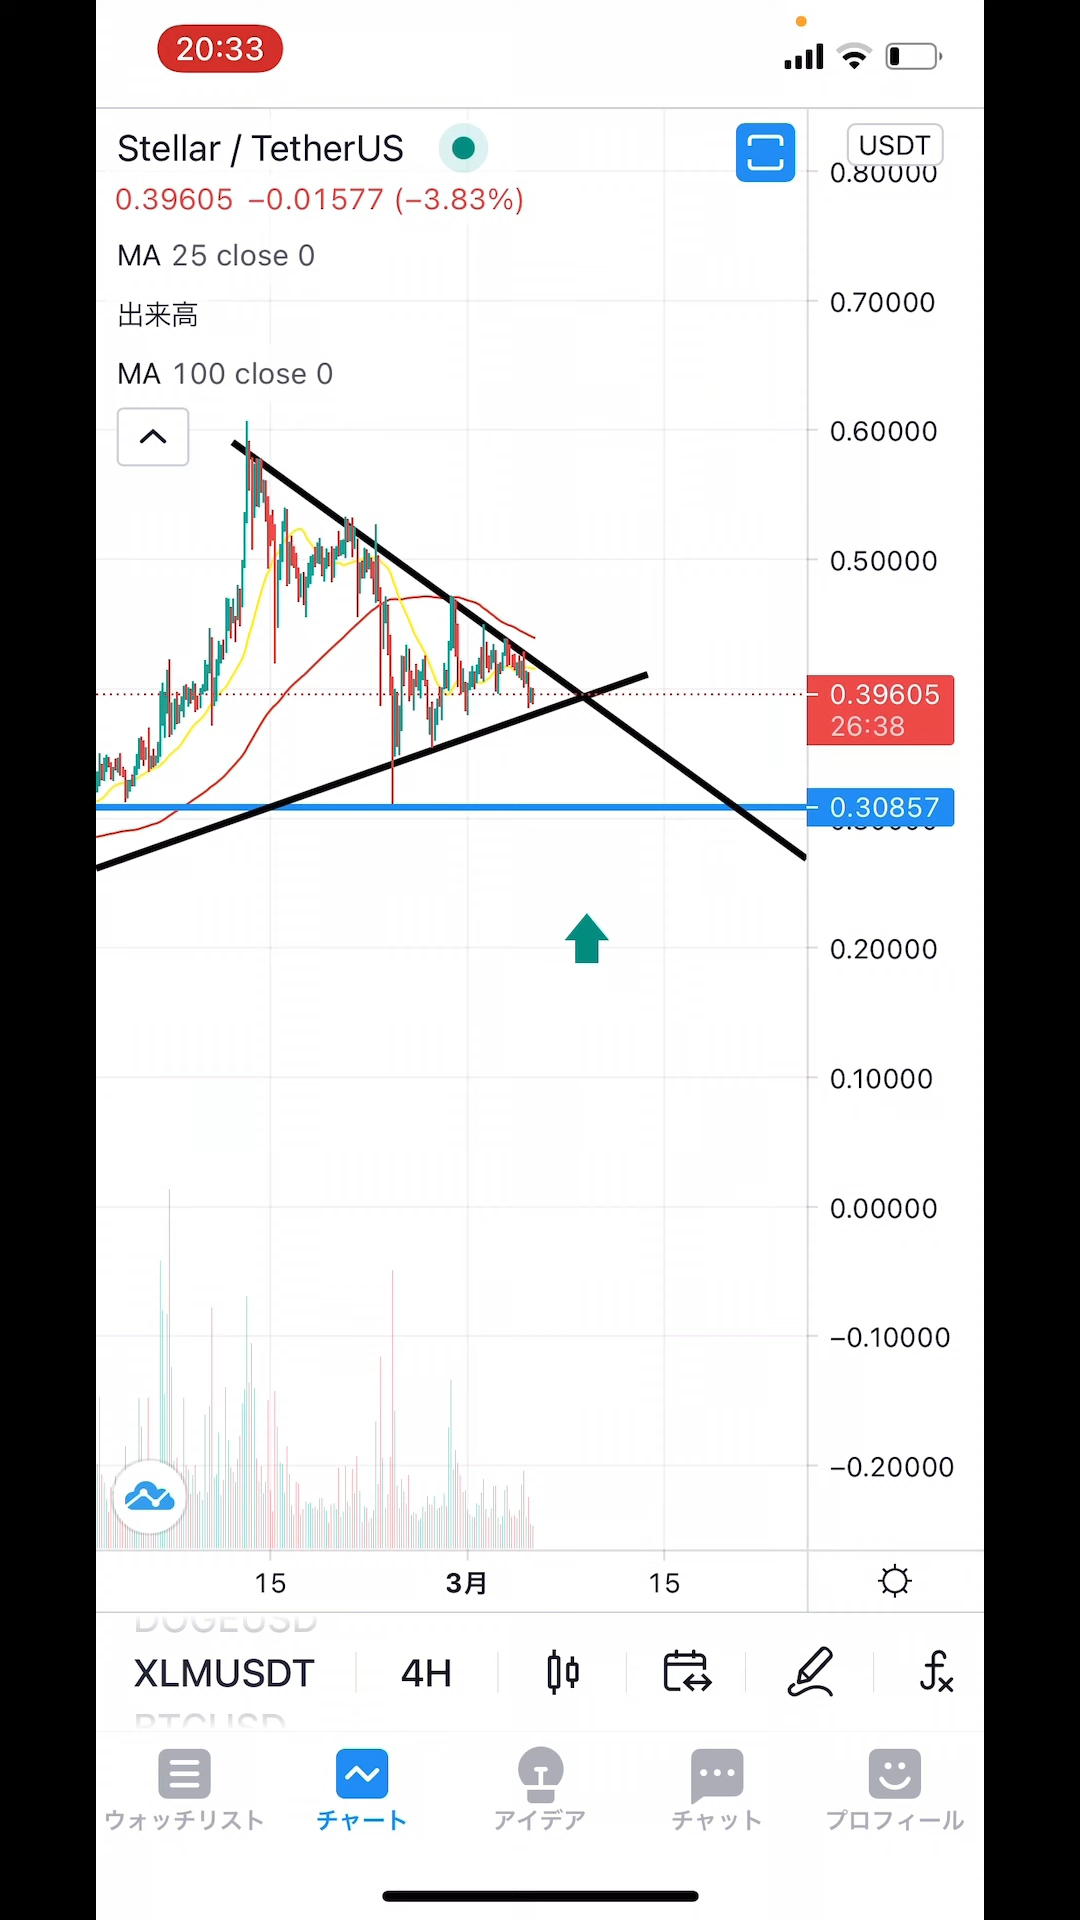 20:33
Stellar / TetherUS
USDT
0.80000
0.39605 −0.01577 (−3.83%)
MA 25 close 0
出来高
0.70000
MA 100 close 0
0.60000
0.50000
0.39605
26:38
0.30857
0.20000
0.10000
0.00000
−0.10000
−0.20000
15
3月
15
DOGEUSD
XLMUSDT
4H
BTCUSD
ウォッチリスト
チャート
アイデア
チャット
プロフィール